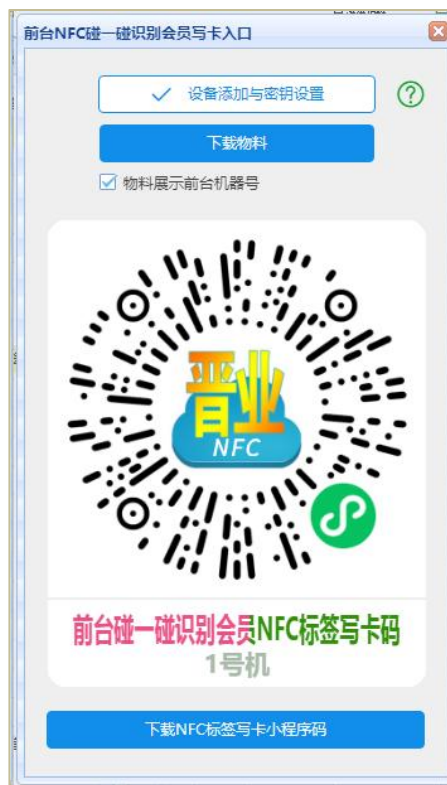 前台NFC碰一碰识别会员写卡入口
设备添加与密钥设置
下载物料
物料展示前台机器号
晋业
NFC
前台碰一碰识别会员NFC标签写卡码
1号机
下载NFC标签写卡小程序码